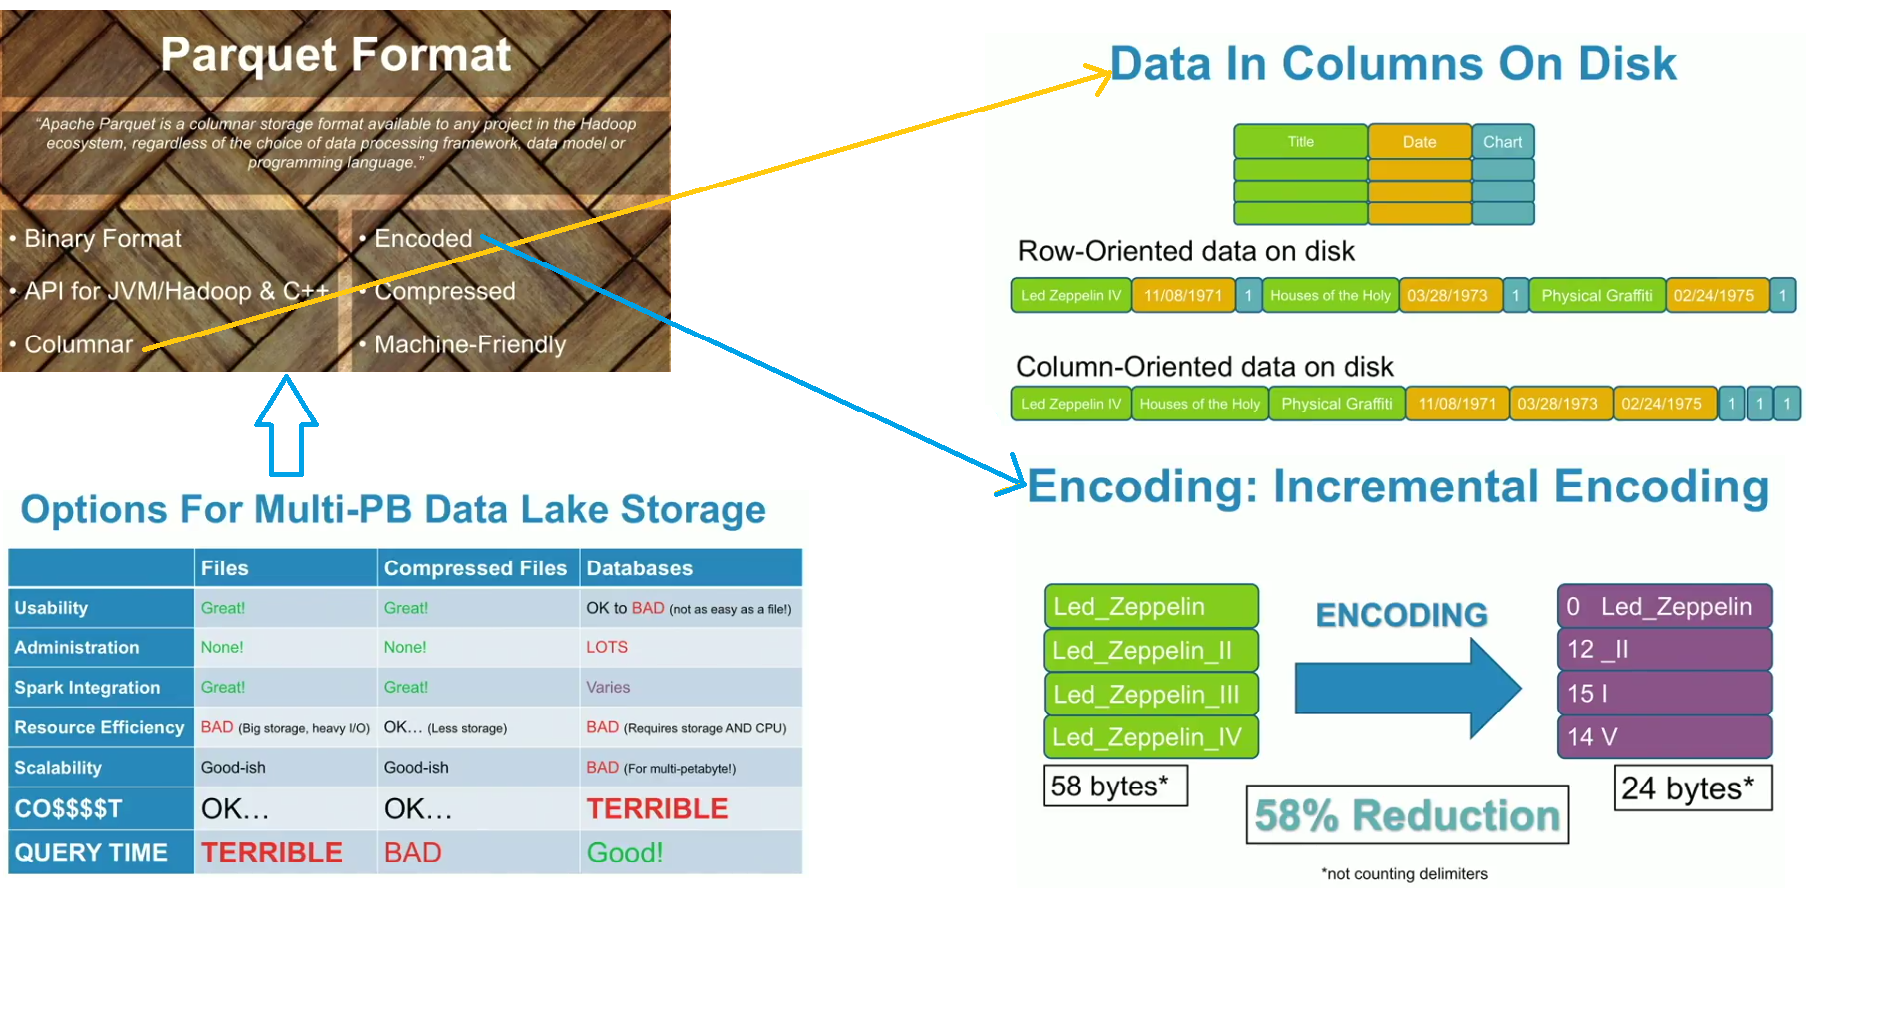 Parquet Format
“Apache Parquet is a columnar storage format available to any project in the Hadoop
ecosystem, regardless of the choice of data processing framework, data model or
programming language.”
• Binary Format
• API for JVM/Hadoop & C++
• Columnar
• Encoded
• Compressed
• Machine-Friendly
Data In Columns On Disk
Title Date Chart
Row-Oriented data on disk
Led Zeppelin IV 11/08/1971 1 Houses of the Holy 03/28/1973 1 Physical Graffiti 02/24/1975 1
Column-Oriented data on disk
Led Zeppelin IV Houses of the Holy Physical Graffiti 11/08/1971 03/28/1973 02/24/1975 1 1 1
Options For Multi-PB Data Lake Storage
Files Compressed Files Databases
Usability Great! Great! OK to BAD (not as easy as a file!)
Administration None! None! LOTS
Spark Integration Great! Great! Varies
Resource Efficiency BAD (Big storage, heavy I/O) OK… (Less storage) BAD (Requires storage AND CPU)
Scalability Good-ish Good-ish BAD (For multi-petabyte!)
CO$$$$T OK… OK… TERRIBLE
QUERY TIME TERRIBLE BAD Good!
Encoding: Incremental Encoding
Led_Zeppelin
Led_Zeppelin_II
Led_Zeppelin_III
Led_Zeppelin_IV
58 bytes*
ENCODING
58% Reduction
0 Led_Zeppelin
12 _II
15 I
14 V
24 bytes*
*not counting delimiters